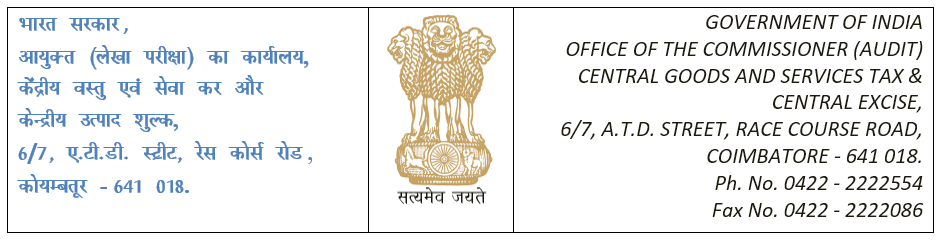 भारत सरकार,
आयुक्त (लेखा परीक्षा) का कार्यालय,
केंद्रीय वस्तु एवं सेवा कर और
केन्द्रीय उत्पाद शुल्क,
6/7, ए.टी.डी. स्ट्रीट, रेस कोर्स रोड,
कोयम्बतूर - 641 018.
सत्यमेव जयते
GOVERNMENT OF INDIA
OFFICE OF THE COMMISSIONER (AUDIT)
CENTRAL GOODS AND SERVICES TAX &
CENTRAL EXCISE,
6/7, A.T.D. STREET, RACE COURSE ROAD,
COIMBATORE - 641 018.
Ph. No. 0422 - 2222554
Fax No. 0422 - 2222086